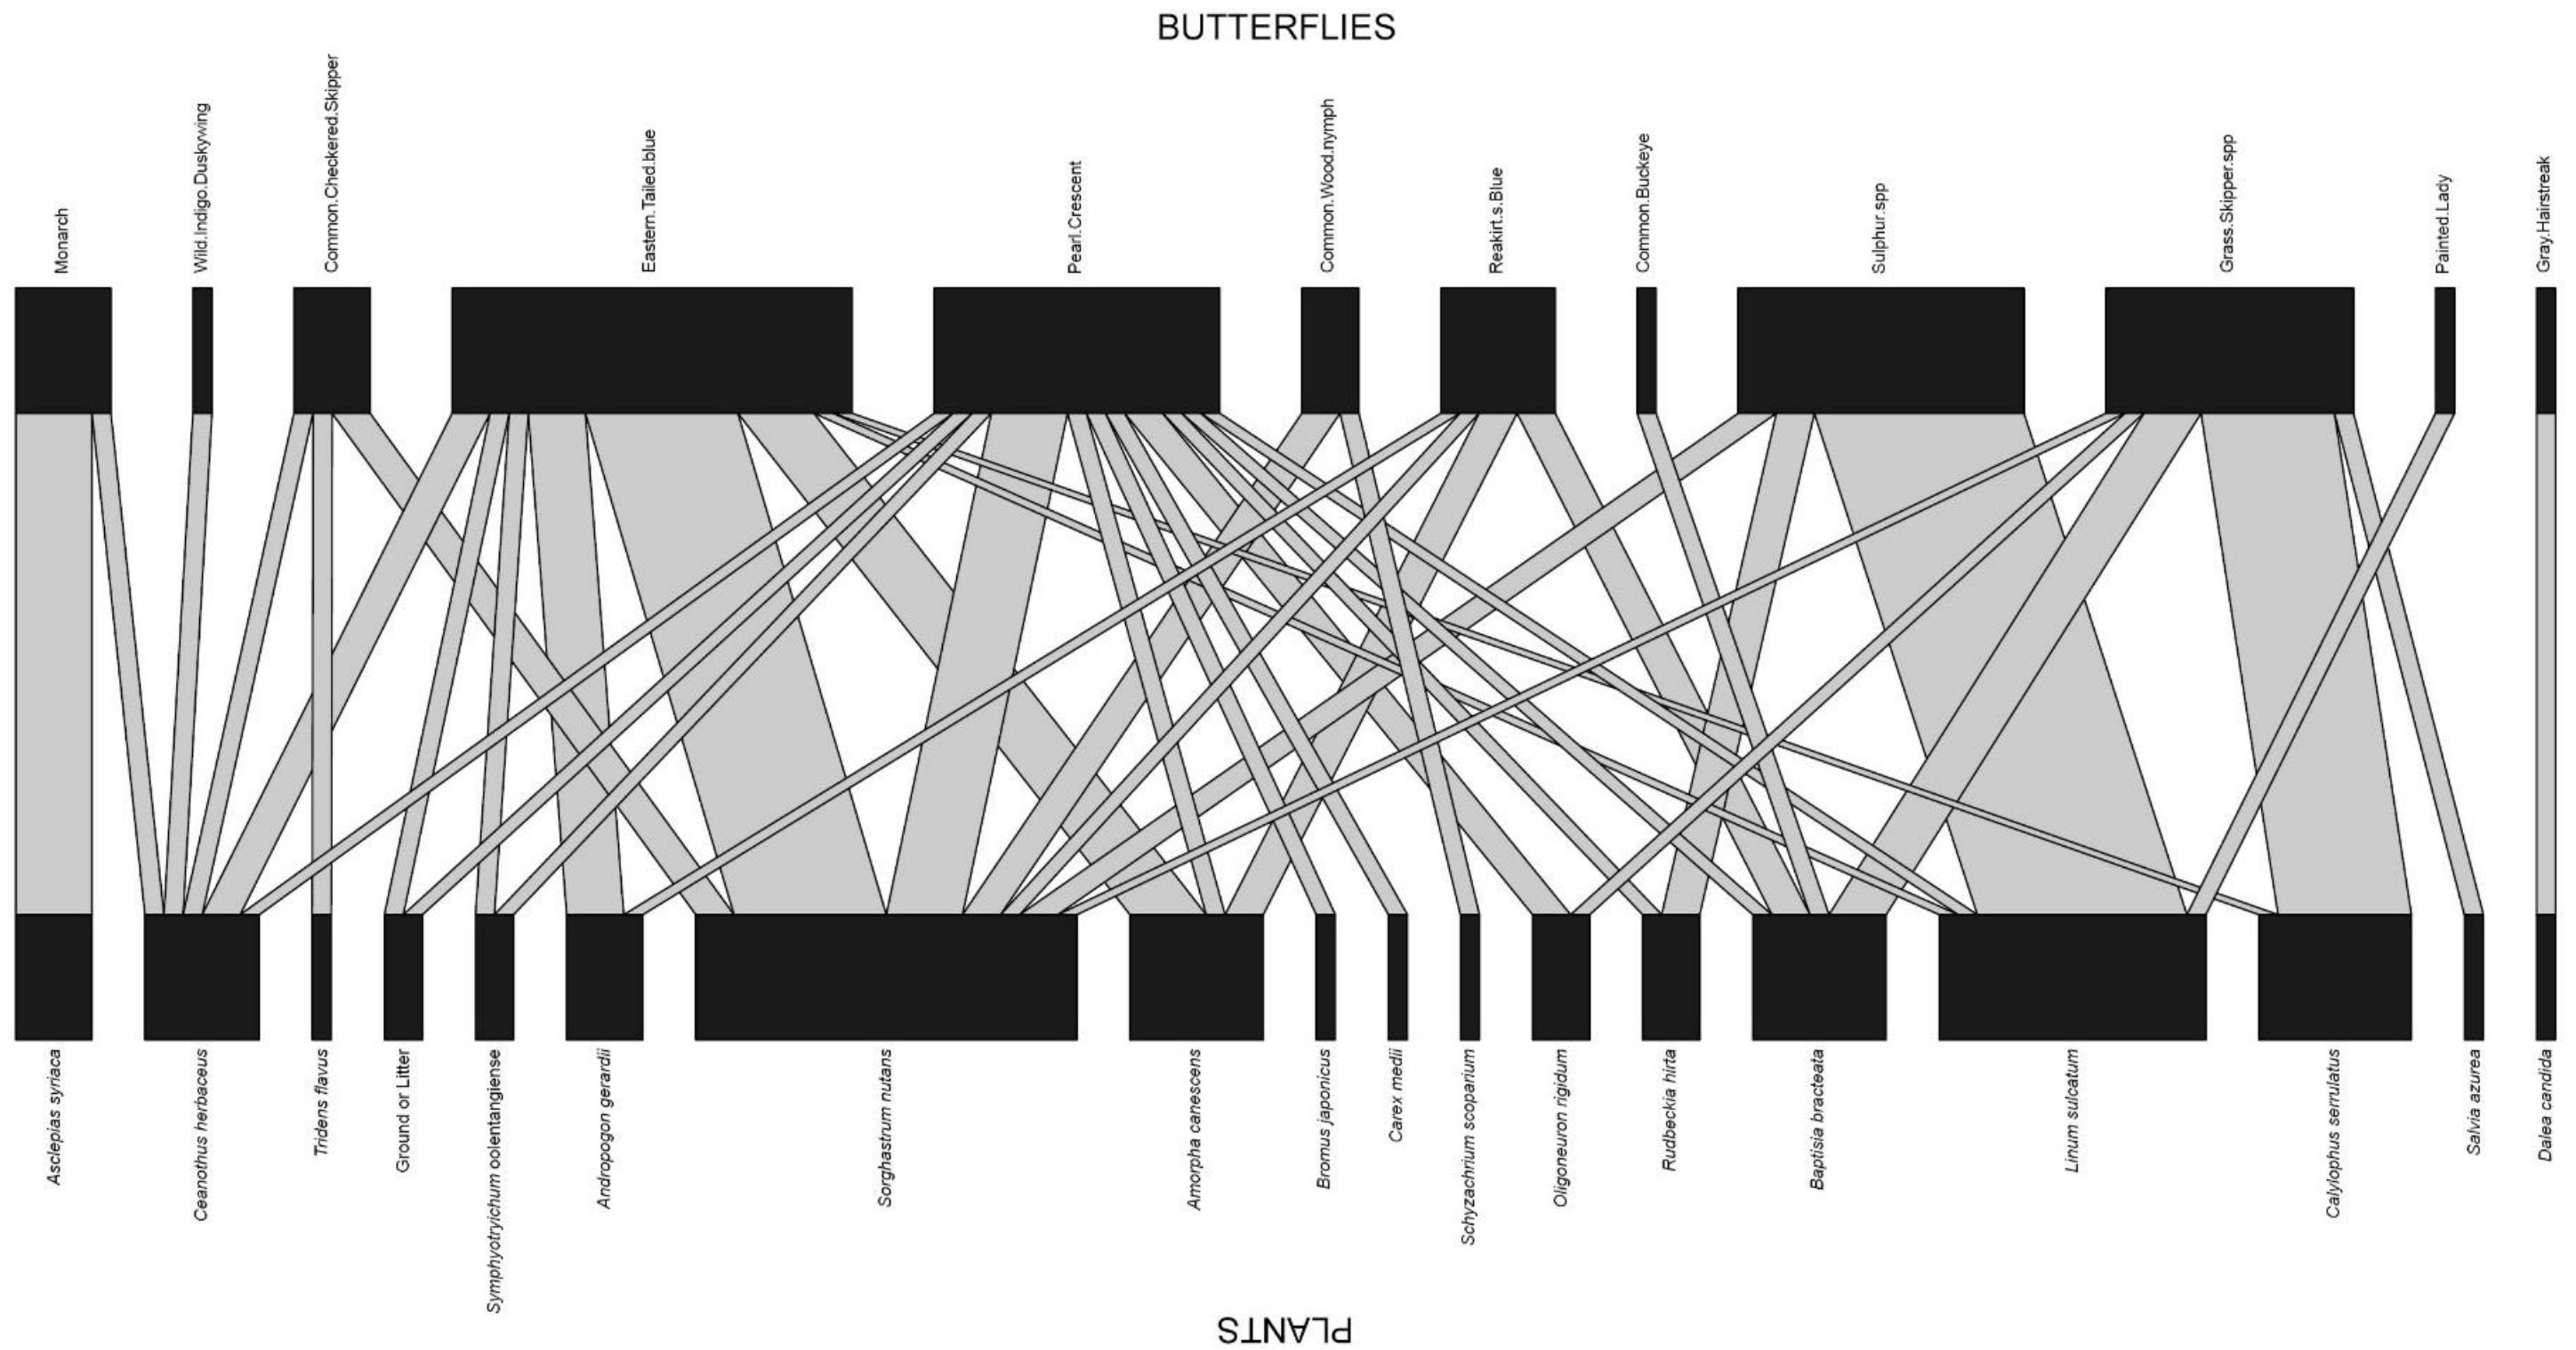 BUTTERFLIES
Monarch
Wild.Indigo.Duskywing
Common.Checkered.Skipper
Eastern.Tailed.blue
Pearl.Crescent
Common.Wood.nymph
Reakirt.s.Blue
Common.Buckeye
Sulphur.spp
Grass.Skipper.spp
Painted.Lady
Gray.Hairstreak
Asclepias syriaca
Ceanothus herbaceus
Tridens flavus
Ground or Litter
Symphyotryichum oolentangiense
Andropogon gerardii
Sorghastrum nutans
Amorpha canescens
Bromus japonicus
Carex medii
Schyzachrium scoparium
Oligoneuron rigidum
Rudbeckia hirta
Baptisia bracteata
Linum sulcatum
Calylophus serrulatus
Salvia azurea
Dalea candida
PLANTS